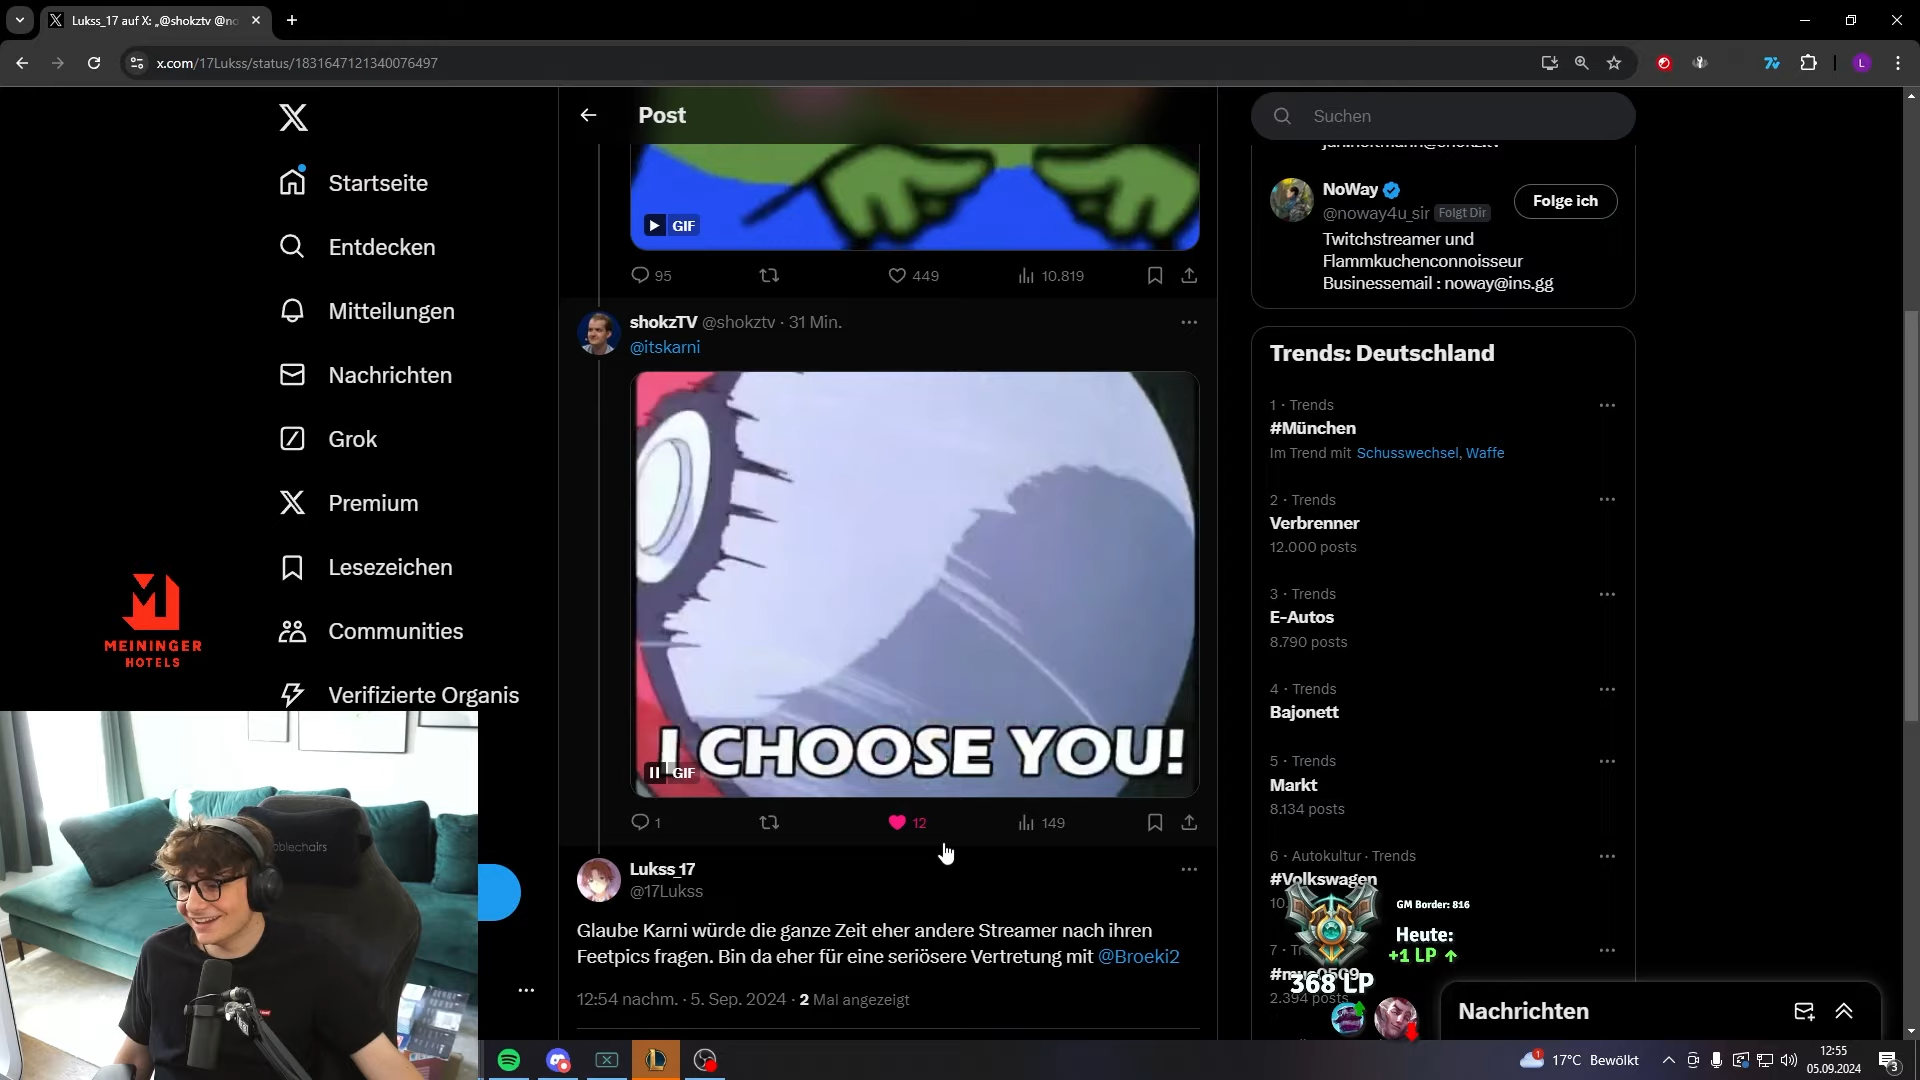 Lukss_17 auf X: „@shokztv @no
x.com/17Lukss/status/1831647121340076497
L
Startseite
Entdecken
Mitteilungen
Nachrichten
Grok
Premium
Lesezeichen
Communities
Verifizierte Organis
MEININGER
HOTELS
noblechairs
Post
GIF
95
449
10.819
shokzTV @shokztv · 31 Min.
@itskarni
I CHOOSE YOU!
GIF
1
12
149
Lukss_17
@17Lukss
Glaube Karni würde die ganze Zeit eher andere Streamer nach ihren
Feetpics fragen. Bin da eher für eine seriösere Vertretung mit @Broeki2
12:54 nachm. · 5. Sep. 2024 · 2 Mal angezeigt
Suchen
NoWay
@noway4u_sir Folgt Dir
Folge ich
Twitchstreamer und
Flammkuchenconnoisseur
Businessemail : noway@ins.gg
Trends: Deutschland
1 · Trends
#München
Im Trend mit Schusswechsel, Waffe
2 · Trends
Verbrenner
12.000 posts
3 · Trends
E-Autos
8.790 posts
4 · Trends
Bajonett
5 · Trends
Markt
8.134 posts
6 · Autokultur · Trends
#Volkswagen
10.
GM Border: 816
Heute:
+1 LP
368 LP
7 · Tr
2.394 posts
Nachrichten
1
17°C Bewölkt
12:55
05.09.2024
3